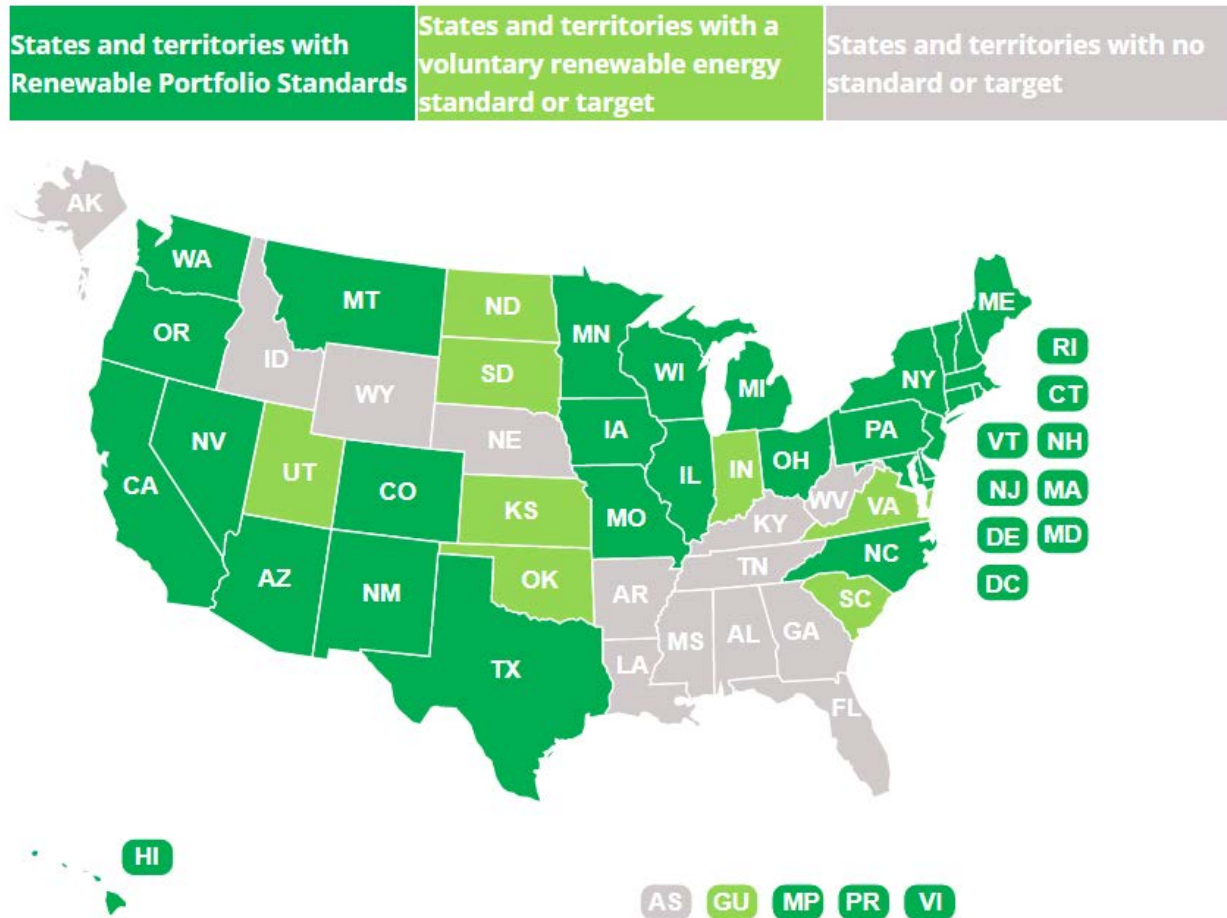 States and territories with
Renewable Portfolio Standards
States and territories with a
voluntary renewable energy
standard or target
States and territories with no
standard or target
AK
WA
MT
ND
MN
ME
OR
ID
SD
WI
MI
NY
RI
WY
CT
IA
PA
NV
NE
IL
IN
OH
VT
NH
CA
UT
CO
KS
MO
WV
VA
NJ
MA
KY
DE
MD
AZ
NM
OK
AR
TN
NC
DC
SC
TX
LA
MS
AL
GA
FL
HI
AS
GU
MP
PR
VI